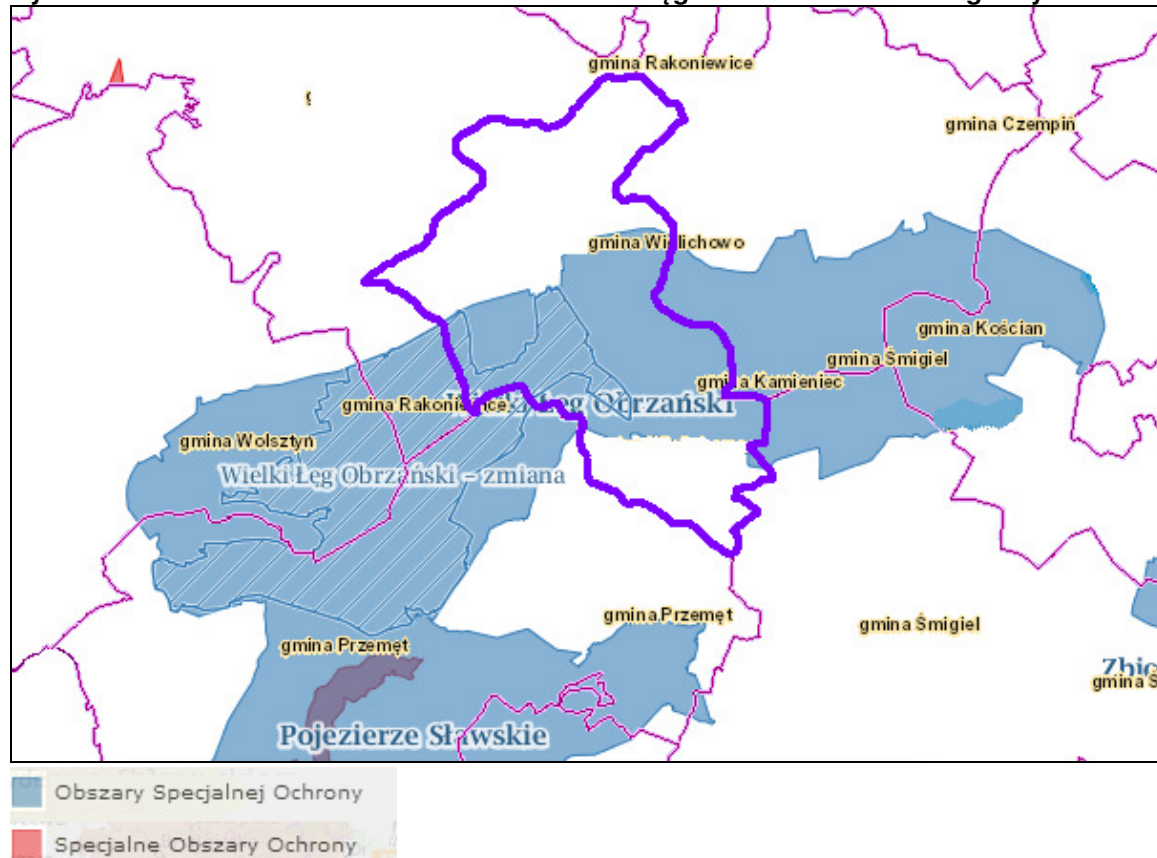 gmina Rakoniewice
gmina Czempiń
gmina Wielichowo
gmina Kościan
gmina Śmigiel
gmina Kamieniec
Wielki Łęg Obrzański
gmina Rakoniewice
gmina Wolsztyn
Wielki Łęg Obrzański – zmiana
gmina Przemęt
gmina Śmigiel
gmina Przemęt
Pojezierze Sławskie
Obszary Specjalnej Ochrony
Specjalne Obszary Ochrony